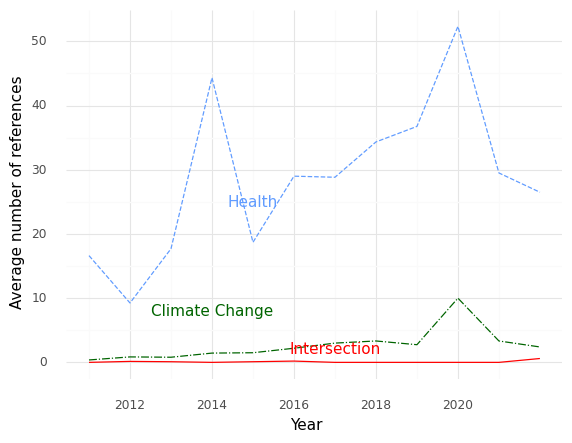 50
40
30
20
10
0
Average number of references
Health
Climate Change
Intersection
2012 2014 2016 2018 2020
Year